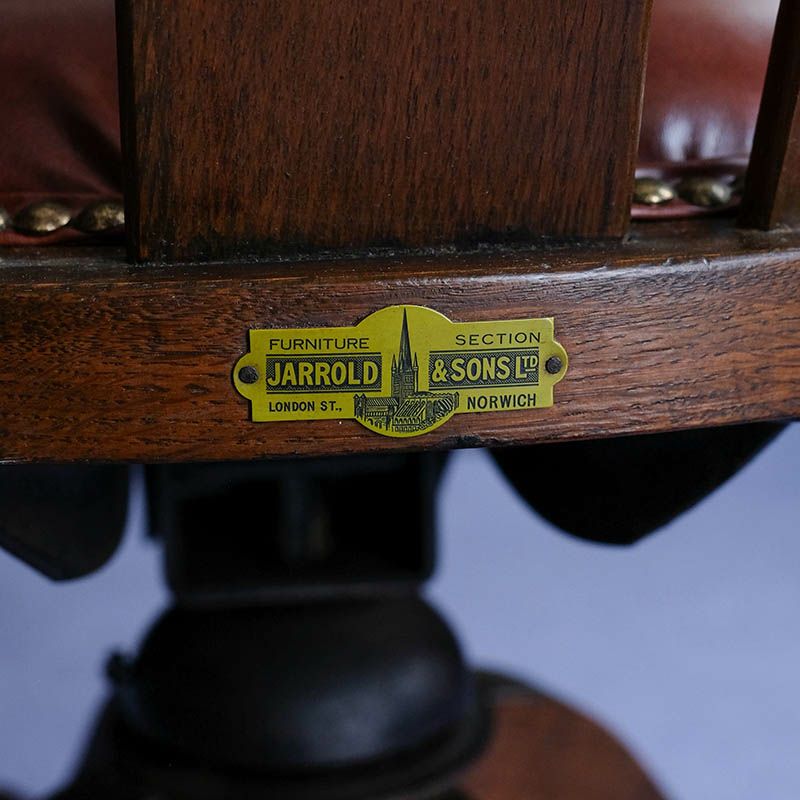 FURNITURE SECTION
JARROLD & SONS LTD
LONDON ST., NORWICH